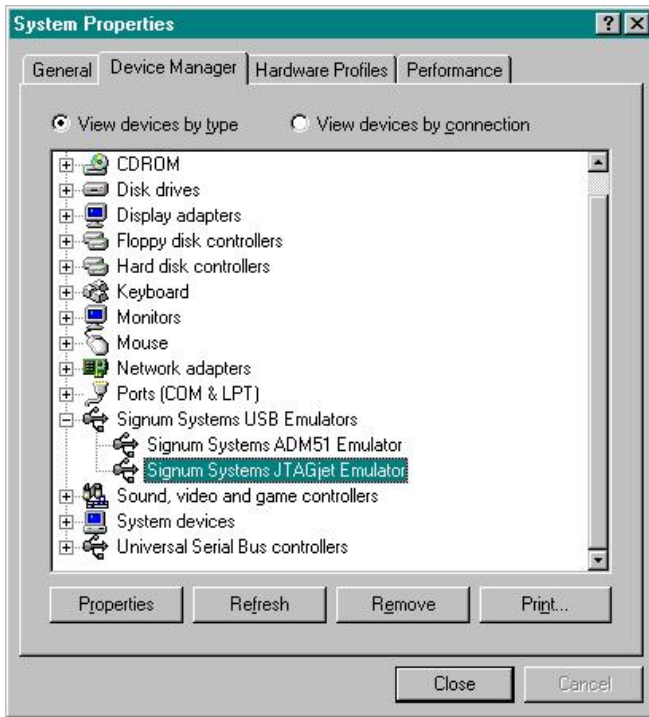 System Properties
General Device Manager Hardware Profiles Performance
View devices by type View devices by connection
CDROM
Disk drives
Display adapters
Floppy disk controllers
Hard disk controllers
Keyboard
Monitors
Mouse
Network adapters
Ports (COM & LPT)
Signum Systems USB Emulators
Signum Systems ADM51 Emulator
Signum Systems JTAGjet Emulator
Sound, video and game controllers
System devices
Universal Serial Bus controllers
Properties Refresh Remove Print...
Close Cancel